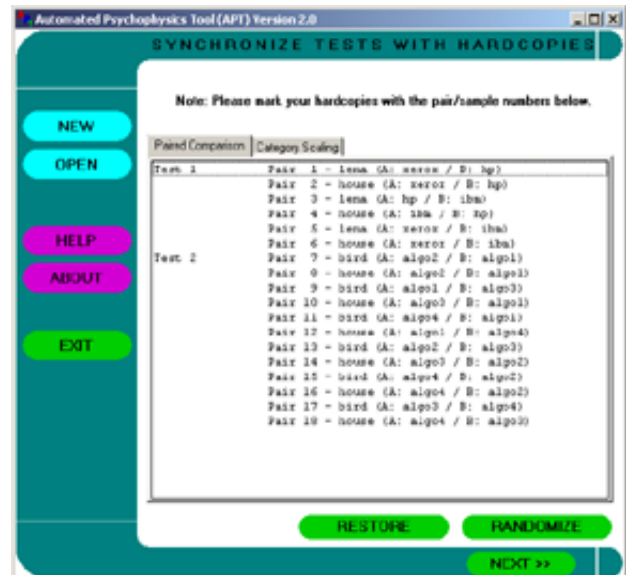 Automated Psychophysics Tool (APT) Version 2.0
SYNCHRONIZE TESTS WITH HARDCOPIES
Note: Please mark your hardcopies with the pair/sample numbers below.
NEW
OPEN
HELP
ABOUT
EXIT
Paired Comparison Category Scaling
Test 1 Pair 1 - lena (A: xerox / B: hp)
Pair 2 - house (A: xerox / B: hp)
Pair 3 - lena (A: hp / B: ibm)
Pair 4 - house (A: ibm / B: hp)
Pair 5 - lena (A: xerox / B: ibm)
Pair 6 - house (A: xerox / B: ibm)
Test 2 Pair 7 - bird (A: algo2 / B: algo1)
Pair 8 - house (A: algo2 / B: algo1)
Pair 9 - bird (A: algo1 / B: algo3)
Pair 10 - house (A: algo3 / B: algo1)
Pair 11 - bird (A: algo4 / B: algo1)
Pair 12 - house (A: algo1 / B: algo4)
Pair 13 - bird (A: algo2 / B: algo3)
Pair 14 - house (A: algo3 / B: algo2)
Pair 15 - bird (A: algo4 / B: algo2)
Pair 16 - house (A: algo4 / B: algo2)
Pair 17 - bird (A: algo3 / B: algo4)
Pair 18 - house (A: algo4 / B: algo3)
RESTORE RANDOMIZE
NEXT >>